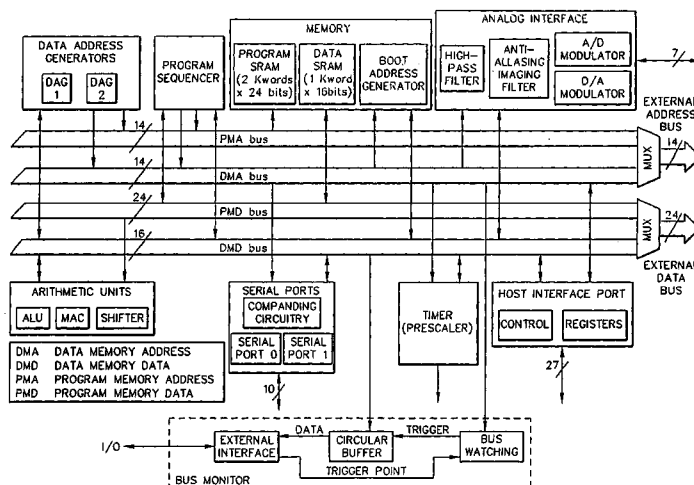 DATA ADDRESS
GENERATORS
DAG
1
DAG
2
PROGRAM
SEQUENCER
MEMORY
PROGRAM
SRAM
(2 Kwords
x 24 bits)
DATA
SRAM
(1 Kword
x 16bits)
BOOT
ADDRESS
GENERATOR
ANALOG INTERFACE
HIGH-
PASS
FILTER
ANTI-
ALLASING
IMAGING
FILTER
A/D
MODULATOR
D/A
MODULATOR
7
EXTERNAL
ADDRESS
BUS
14
PMA bus
14
DMA bus
MUX
14
24
PMD bus
16
DMD bus
MUX
24
EXTERNAL
DATA
BUS
ARITHMETIC UNITS
ALU
MAC
SHIFTER
SERIAL PORTS
COMPANDING
CIRCUITRY
SERIAL
PORT 0
SERIAL
PORT 1
10
TIMER
(PRESCALER)
HOST INTERFACE PORT
CONTROL
REGISTERS
27
DMA DATA MEMORY ADDRESS
DMD DATA MEMORY DATA
PMA PROGRAM MEMORY ADDRESS
PMD PROGRAM MEMORY DATA
I/O
EXTERNAL
INTERFACE
DATA
CIRCULAR
BUFFER
TRIGGER
BUS
WATCHING
TRIGGER POINT
BUS MONITOR